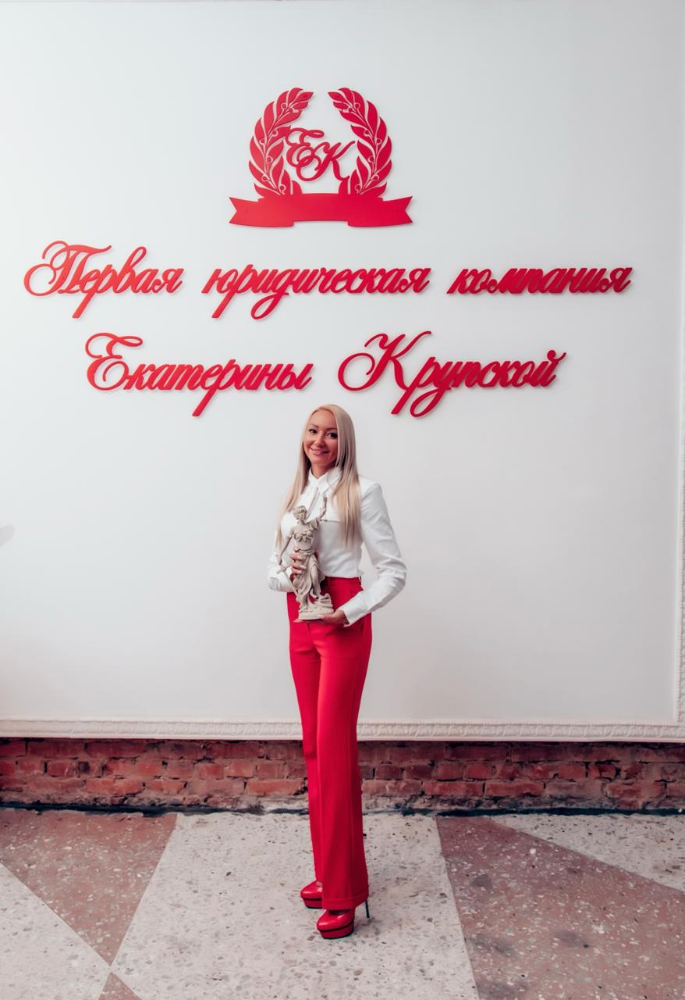 ЕК
Первая юридическая компания
Екатерины Крупской